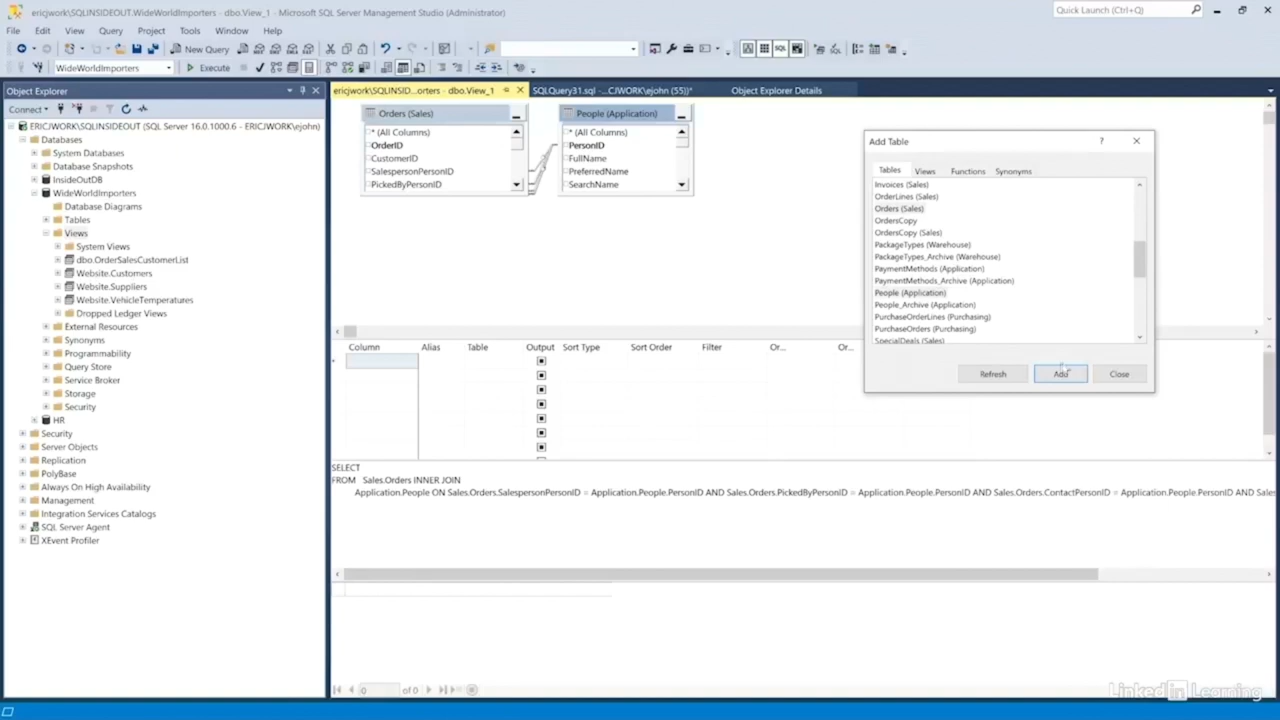 ericjwork\SQLINSIDEOUT.WideWorldImporters - dbo.View_1 - Microsoft SQL Server Management Studio (Administrator)
Quick Launch (Ctrl+Q)
File Edit View Query Project Tools Window Help
New Query
WideWorldImporters Execute
Object Explorer
Connect
ERICJWORK\SQLINSIDEOUT (SQL Server 16.0.1000.6 - ERICJWORK\ejohn)
Databases
System Databases
Database Snapshots
InsideOutDB
WideWorldImporters
Database Diagrams
Tables
Views
System Views
dbo.OrderSalesCustomerList
Website.Customers
Website.Suppliers
Website.VehicleTemperatures
Dropped Ledger Views
External Resources
Synonyms
Programmability
Query Store
Service Broker
Storage
Security
HR
Security
Server Objects
Replication
PolyBase
Always On High Availability
Management
Integration Services Catalogs
SQL Server Agent
XEvent Profiler
ericjwork\SQLINSID...orters - dbo.View_1
SQLQuery31.sql - ...CJWORK\ejohn (55))*
Object Explorer Details
Orders (Sales)
* (All Columns)
OrderID
CustomerID
SalespersonPersonID
PickedByPersonID
People (Application)
* (All Columns)
PersonID
FullName
PreferredName
SearchName
Add Table
?
Tables Views Functions Synonyms
Invoices (Sales)
OrderLines (Sales)
Orders (Sales)
OrdersCopy
OrdersCopy (Sales)
PackageTypes (Warehouse)
PackageTypes_Archive (Warehouse)
PaymentMethods (Application)
PaymentMethods_Archive (Application)
People (Application)
People_Archive (Application)
PurchaseOrderLines (Purchasing)
PurchaseOrders (Purchasing)
SpecialDeals (Sales)
Refresh Add Close
Column Alias Table Output Sort Type Sort Order Filter Or... Or...
SELECT
FROM Sales.Orders INNER JOIN
Application.People ON Sales.Orders.SalespersonPersonID = Application.People.PersonID AND Sales.Orders.PickedByPersonID = Application.People.PersonID AND Sales.Orders.ContactPersonID = Application.People.PersonID AND Sales
0 of 0
Linked in Learning